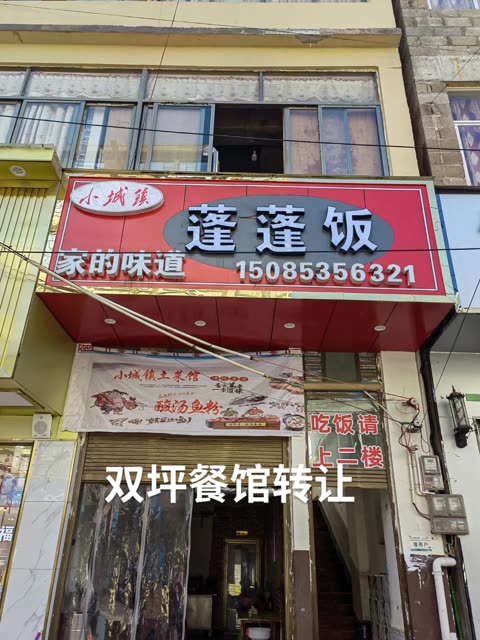 小城镇
蓬蓬饭
家的味道 15085356321
小城镇土菜馆
酸汤鱼粉
吃饭请
上二楼
双坪餐馆转让
福